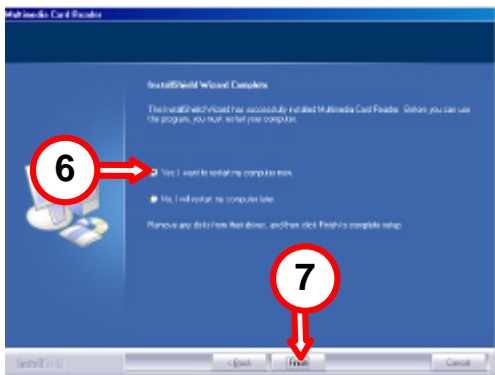 Multimedia Card Reader
InstallShield Wizard Complete
The InstallShield Wizard has successfully installed Multimedia Card Reader. Before you can use
the program, you must restart your computer.
6
Yes, I want to restart my computer now.
No, I will restart my computer later.
Remove any disks from their drives, and then click Finish to complete setup.
7
InstallShield
< Back Finish Cancel